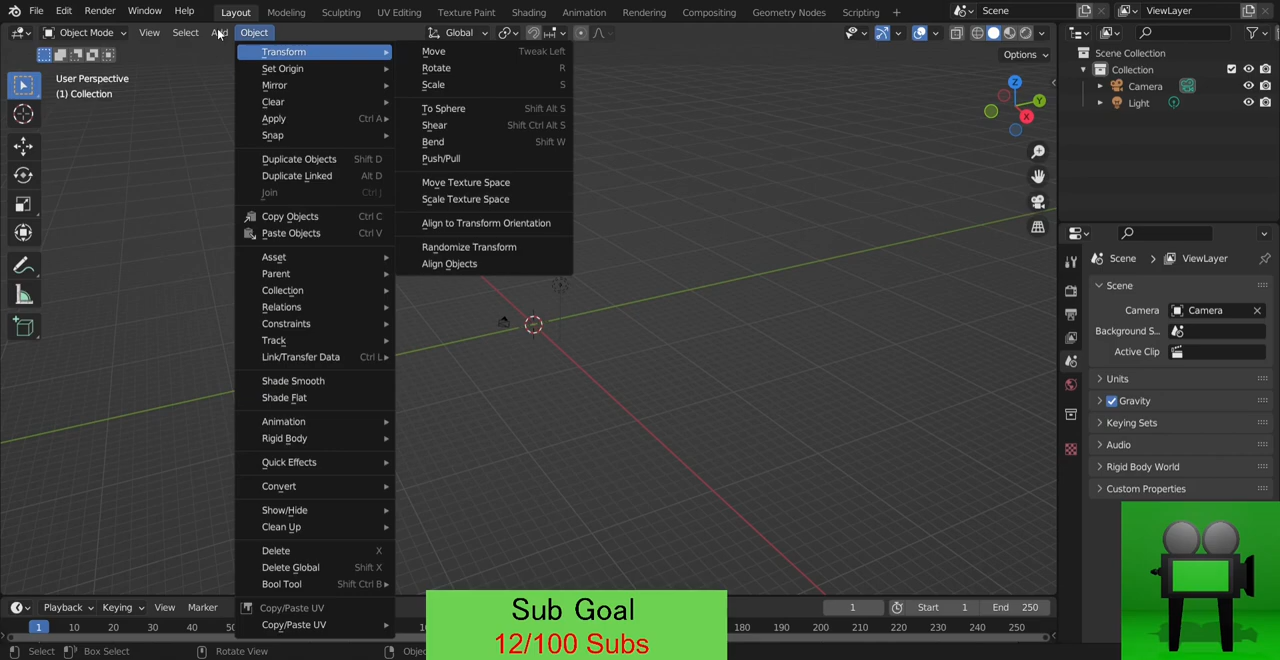 File Edit Render Window Help Layout Modeling Sculpting UV Editing Texture Paint Shading Animation Rendering Compositing Geometry Nodes Scripting + Scene ViewLayer
Object Mode View Select Object Global
Options
User Perspective
(1) Collection
Transform
Set Origin
Mirror
Clear
Apply Ctrl A
Snap
Duplicate Objects Shift D
Duplicate Linked Alt D
Join Ctrl J
Copy Objects Ctrl C
Paste Objects Ctrl V
Asset
Parent
Collection
Relations
Constraints
Track
Link/Transfer Data Ctrl L
Shade Smooth
Shade Flat
Animation
Rigid Body
Quick Effects
Convert
Show/Hide
Clean Up
Delete X
Delete Global Shift X
Bool Tool Shift Ctrl B
Copy/Paste UV
Copy/Paste UV
Move Tweak Left
Rotate R
Scale S
To Sphere Shift Alt S
Shear Shift Ctrl Alt S
Bend Shift W
Push/Pull
Move Texture Space
Scale Texture Space
Align to Transform Orientation
Randomize Transform
Align Objects
Z
Y
X
Scene Collection
Collection
Camera
Light
Scene ViewLayer
Scene
Camera Camera
Background S...
Active Clip
Units
Gravity
Keying Sets
Audio
Rigid Body World
Custom Properties
Playback Keying View Marker 1 Start 1 End 250
1 10 20 30 40 120 130 140 150 160 170 180 190 200 210 220 230 240 250
Select Box Select Rotate View
Sub Goal
12/100 Subs